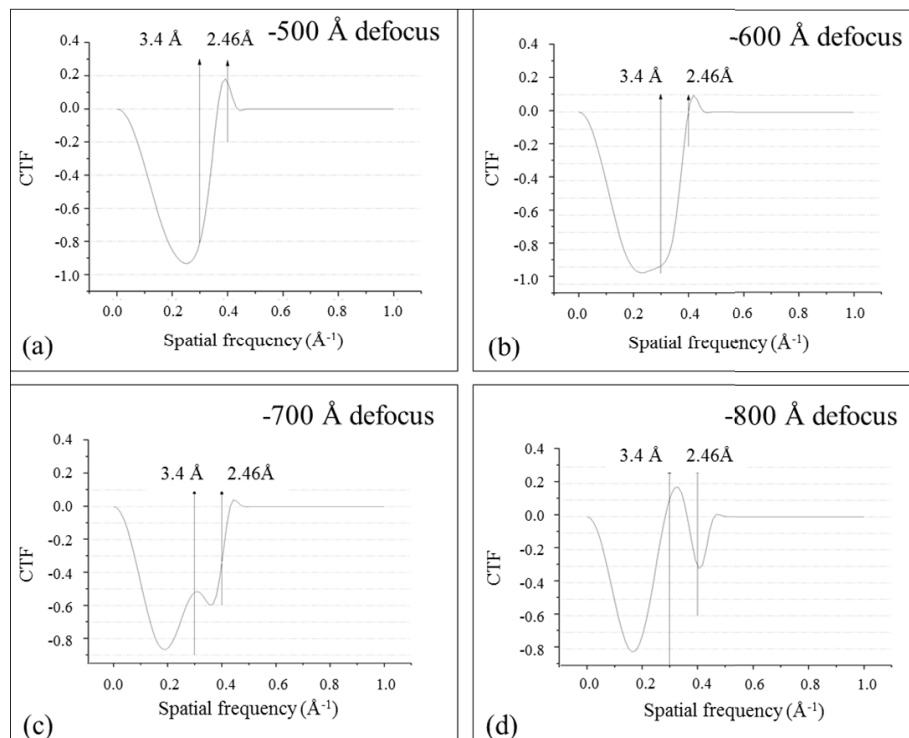 -500 Å defocus
3.4 Å 2.46Å
0.4
0.2
0.0
-0.2
-0.4
-0.6
-0.8
-1.0
CTF
0.0 0.2 0.4 0.6 0.8 1.0
Spatial frequency (Å-1)
(a)
-600 Å defocus
3.4 Å 2.46Å
0.4
0.2
0.0
-0.2
-0.4
-0.6
-0.8
-1.0
CTF
0.0 0.2 0.4 0.6 0.8 1.0
Spatial frequency (Å-1)
(b)
-700 Å defocus
3.4 Å 2.46Å
0.4
0.2
0.0
-0.2
-0.4
-0.6
-0.8
CTF
0.0 0.2 0.4 0.6 0.8 1.0
Spatial frequency (Å-1)
(c)
-800 Å defocus
3.4 Å 2.46Å
0.4
0.2
0.0
-0.2
-0.4
-0.6
-0.8
CTF
0.0 0.2 0.4 0.6 0.8 1.0
Spatial frequency (Å-1)
(d)